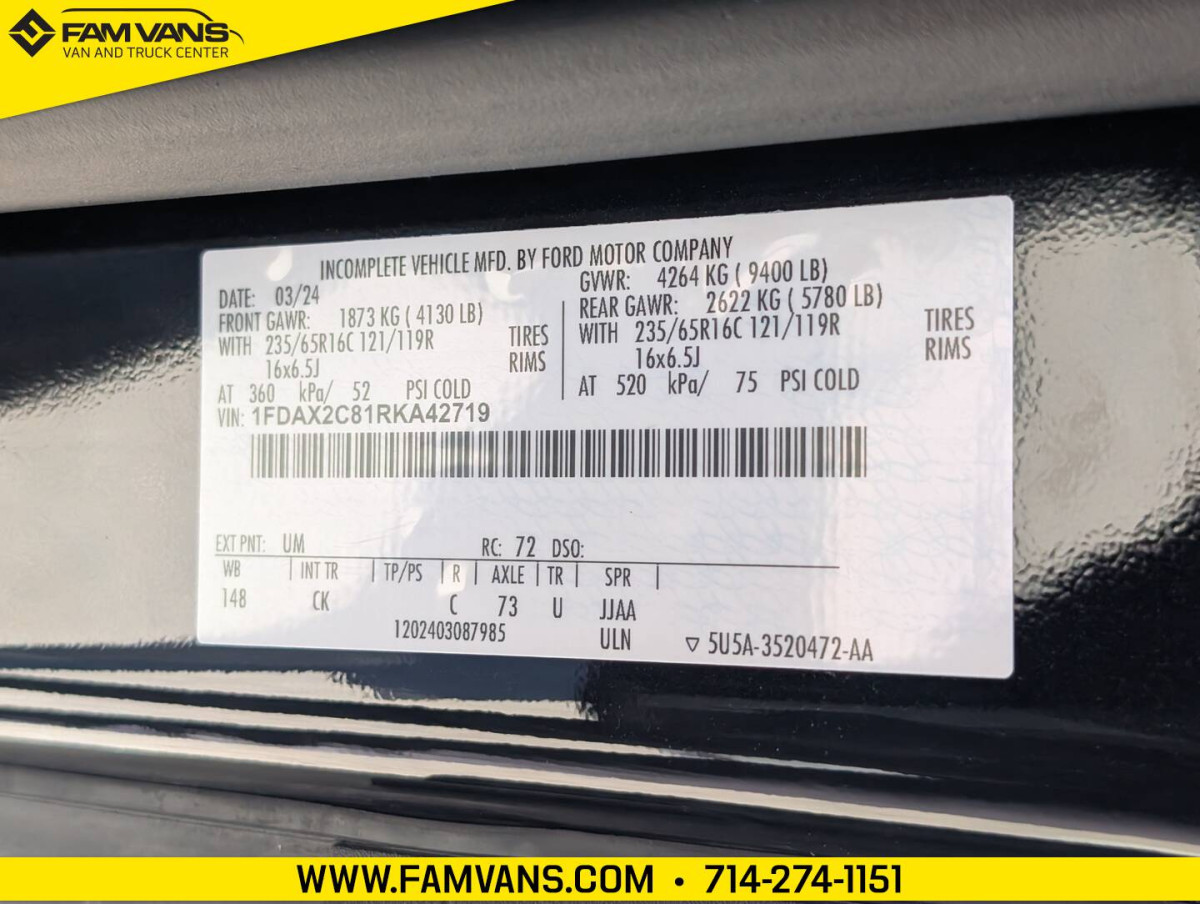 FAM VANS
VAN AND TRUCK CENTER
INCOMPLETE VEHICLE MFD. BY FORD MOTOR COMPANY
DATE: 03/24
GVWR: 4264 KG ( 9400 LB)
FRONT GAWR: 1873 KG ( 4130 LB)
REAR GAWR: 2622 KG ( 5780 LB)
WITH 235/65R16C 121/119R TIRES
WITH 235/65R16C 121/119R TIRES
16x6.5J RIMS
16x6.5J RIMS
AT 360 kPa/ 52 PSI COLD
AT 520 kPa/ 75 PSI COLD
VIN: 1FDAX2C81RKA42719
EXT PNT: UM RC: 72 DSO:
WB | INT TR | TP/PS | R | AXLE | TR | SPR |
148 CK C 73 U JJAA
1202403087985 ULN ▽ 5U5A-3520472-AA
WWW.FAMVANS.COM • 714-274-1151